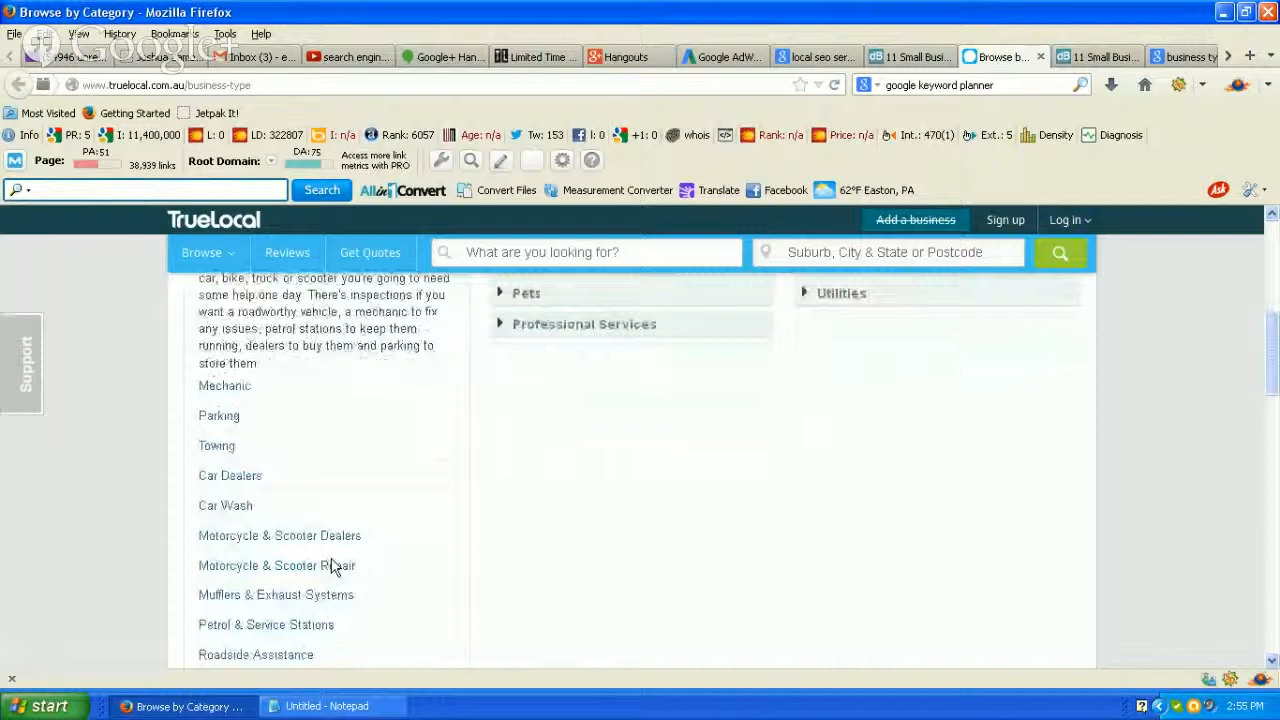 Browse by Category - Mozilla Firefox
File Edit View History Bookmarks Tools Help
Google+
Inbox (3) - e...
search engin...
Google+ Han...
Limited Time ...
Hangouts
Google AdW...
local seo ser...
11 Small Busi...
Browse b...
11 Small Busi...
business ty
www.truelocal.com.au/business-type
google keyword planner
Most Visited Getting Started Jetpak It!
Info PR: 5 I: 11,400,000 L: 0 LD: 322807 I: n/a Rank: 6057 Age: n/a Tw: 153 I: 0 +1: 0 whois Rank: n/a Price: n/a Int.: 470(1) Ext.: 5 Density Diagnosis
Page: PA:51 38,939 links Root Domain: DA:75 Access more link metrics with PRO
Search AllinConvert Convert Files Measurement Converter Translate Facebook 62°F Easton, PA Ask
TrueLocal Add a business Sign up Log in
Browse Reviews Get Quotes What are you looking for? Suburb, City & State or Postcode
Support
car, bike, truck or scooter you're going to need
some help one day. There's inspections if you
want a roadworthy vehicle, a mechanic to fix
any issues, petrol stations to keep them
running, dealers to buy them and parking to
store them
Mechanic
Parking
Towing
Car Dealers
Car Wash
Motorcycle & Scooter Dealers
Motorcycle & Scooter Repair
Mufflers & Exhaust Systems
Petrol & Service Stations
Roadside Assistance
Pets
Professional Services
Utilities
start Browse by Category ... Untitled - Notepad 2:55 PM